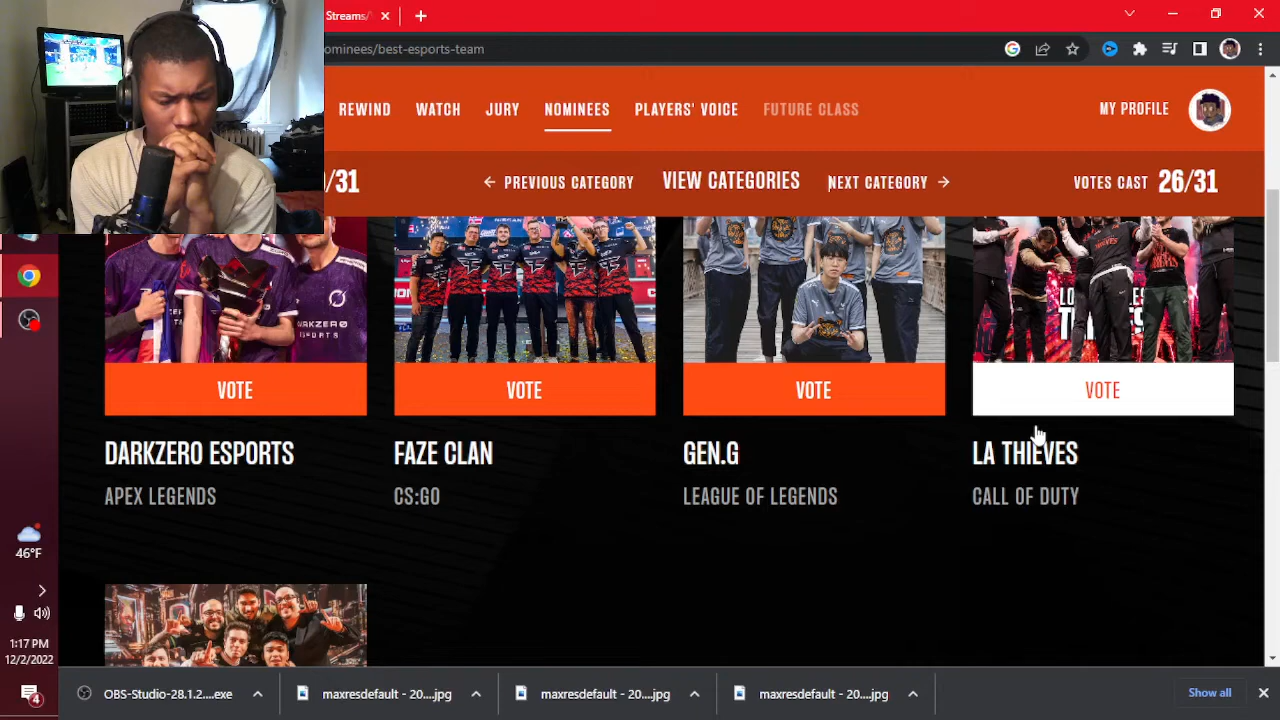 Streams/
ominees/best-esports-team
REWIND WATCH JURY NOMINEES PLAYERS' VOICE FUTURE CLASS MY PROFILE
/31 PREVIOUS CATEGORY VIEW CATEGORIES NEXT CATEGORY VOTES CAST 26/31
VOTE VOTE VOTE VOTE
DARKZERO ESPORTS FAZE CLAN GEN.G LA THIEVES
APEX LEGENDS CS:GO LEAGUE OF LEGENDS CALL OF DUTY
46°F
1:17 PM
12/2/2022
4
OBS-Studio-28.1.2....exe maxresdefault - 20....jpg maxresdefault - 20....jpg maxresdefault - 20....jpg Show all